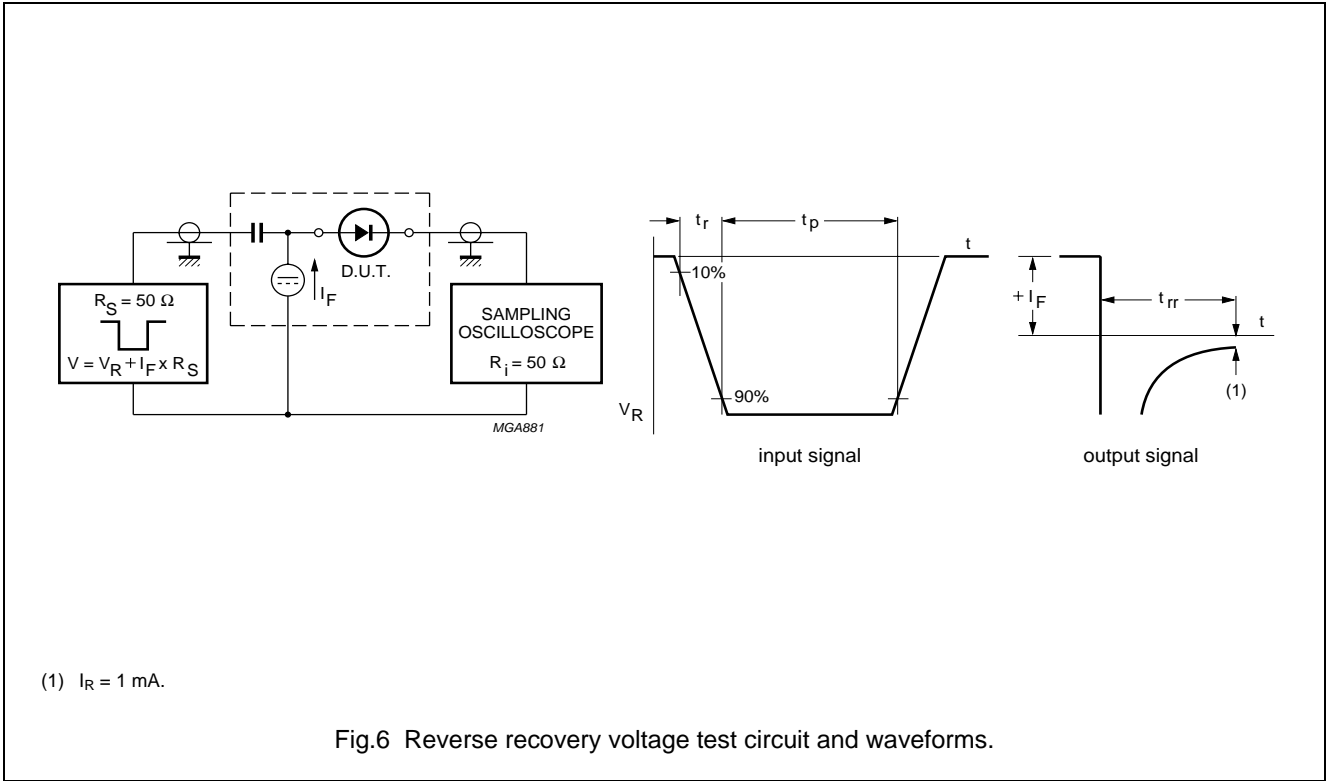 R_S = 50 Ω
V = V_R + I_F x R_S
I_F
D.U.T.
SAMPLING
OSCILLOSCOPE
R_i = 50 Ω
MGA881
t_r
t_p
t
10%
90%
V_R
input signal
+ I_F
t_rr
t
(1)
output signal
(1) I_R = 1 mA.
Fig.6 Reverse recovery voltage test circuit and waveforms.